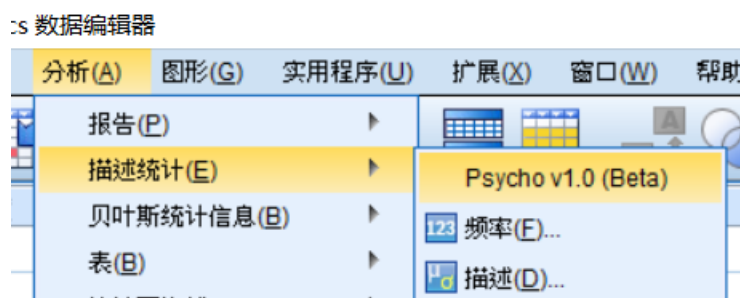 cs 数据编辑器
分析(A) 图形(G) 实用程序(U) 扩展(X) 窗口(W) 帮助
报告(P)
描述统计(E) Psycho v1.0 (Beta)
贝叶斯统计信息(B) 123 频率(F)...
表(B) 描述(D)...